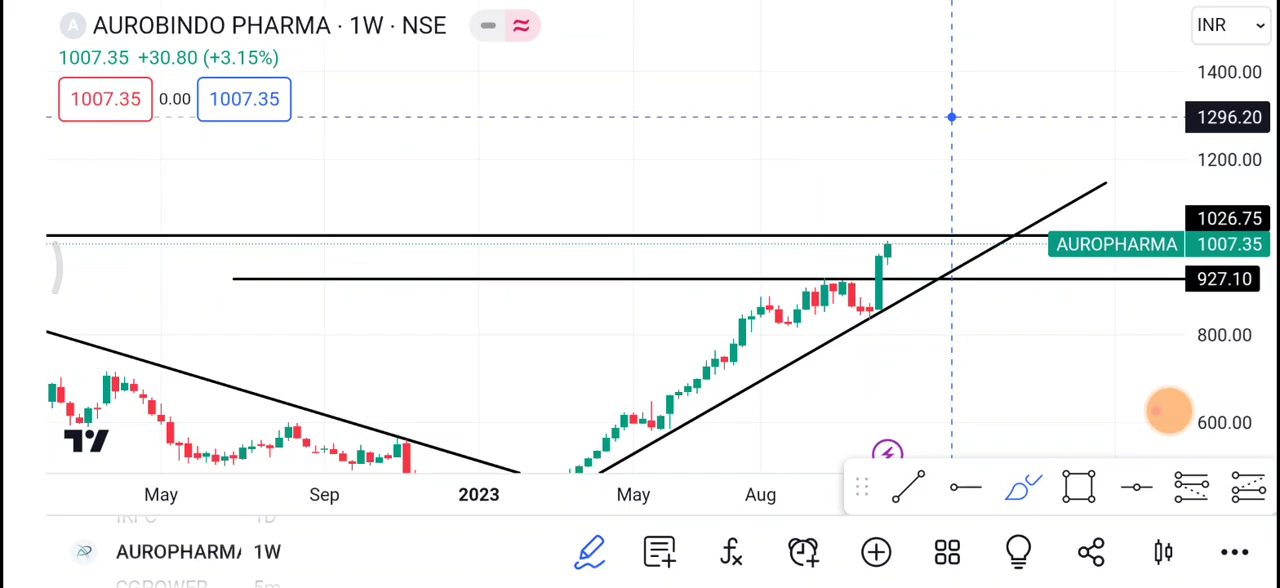 A AUROBINDO PHARMA · 1W · NSE
INR
1007.35 +30.80 (+3.15%)
1007.35 0.00 1007.35
1400.00
1296.20
1200.00
1026.75
AUROPHARMA 1007.35
927.10
800.00
600.00
May Sep 2023 May Aug
AUROPHARMA 1W